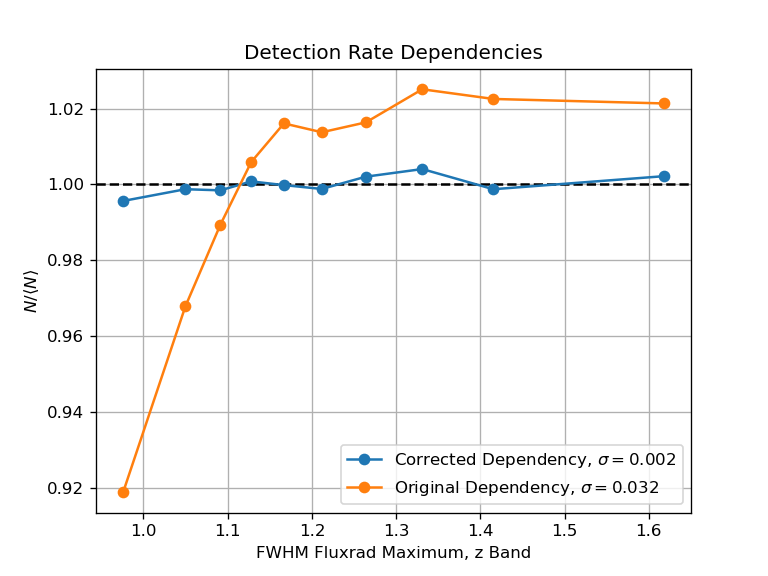 Detection Rate Dependencies
1.02
1.00
0.98
0.96
0.94
0.92
N/⟨N⟩
Corrected Dependency, σ = 0.002
Original Dependency, σ = 0.032
1.0 1.1 1.2 1.3 1.4 1.5 1.6
FWHM Fluxrad Maximum, z Band